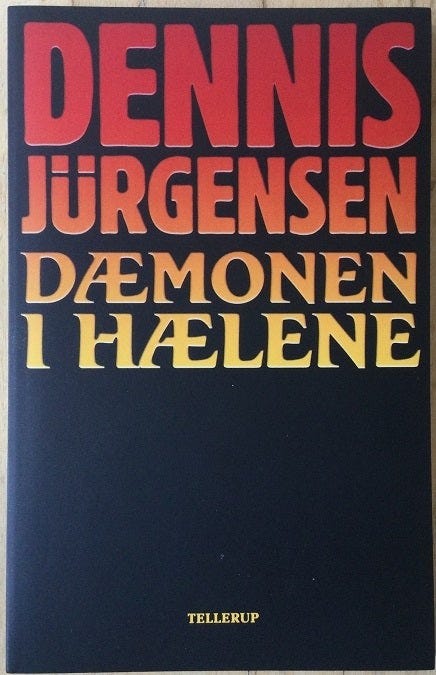 DENNIS
JÜRGENSEN
DÆMONEN
I HÆLENE
TELLERUP